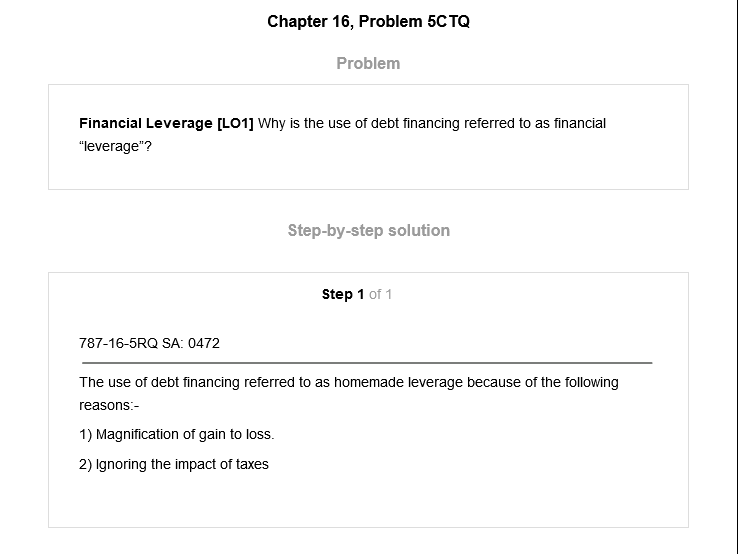 Chapter 16, Problem 5CTQ
Problem
Financial Leverage [LO1] Why is the use of debt financing referred to as financial
“leverage”?
Step-by-step solution
Step 1 of 1
787-16-5RQ SA: 0472
The use of debt financing referred to as homemade leverage because of the following
reasons:-
1) Magnification of gain to loss.
2) Ignoring the impact of taxes